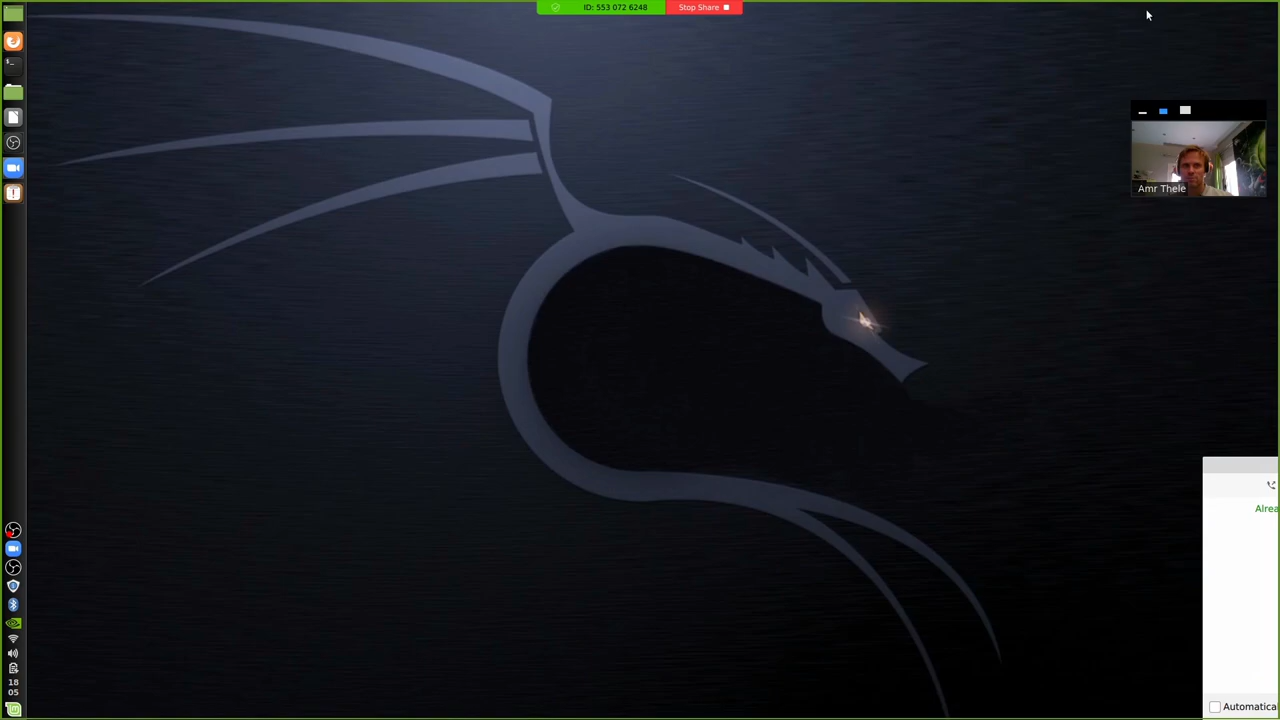 ID: 553 072 6248
Stop Share
Amr Thele
Alrea
Automatica
18
05